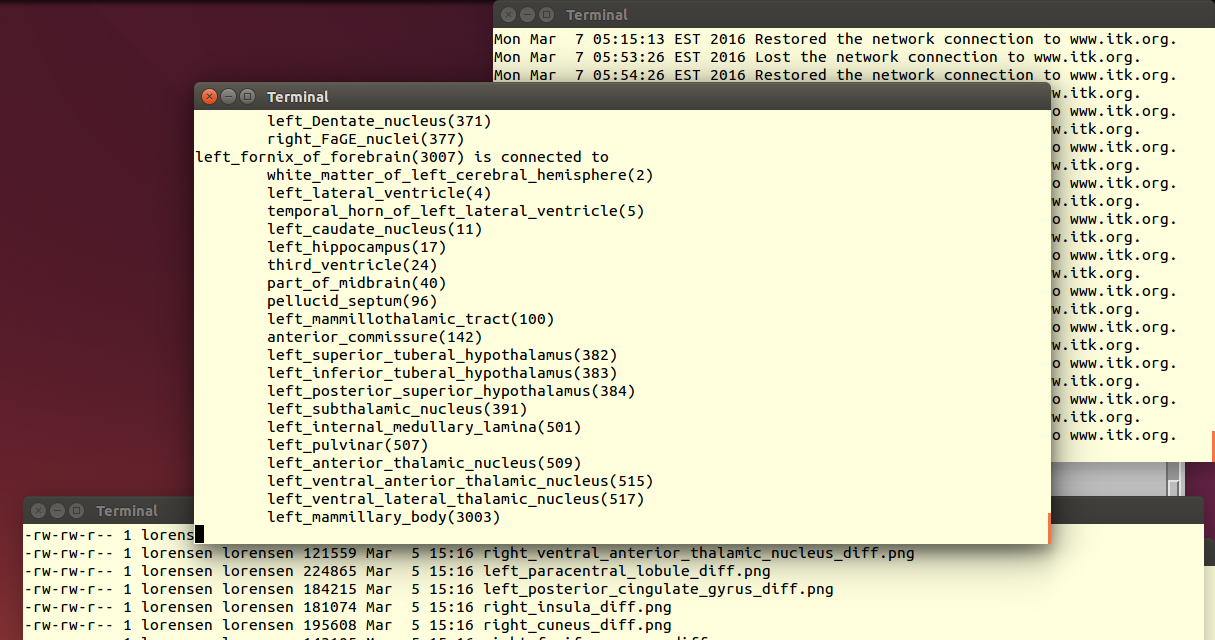 Terminal
Mon Mar  7 05:15:13 EST 2016 Restored the network connection to www.itk.org.
Mon Mar  7 05:53:26 EST 2016 Lost the network connection to www.itk.org.
Mon Mar  7 05:54:26 EST 2016 Restored the network connection to www.itk.org.
w.itk.org.
o www.itk.org.
w.itk.org.
o www.itk.org.
w.itk.org.
o www.itk.org.
w.itk.org.
o www.itk.org.
w.itk.org.
o www.itk.org.
w.itk.org.
o www.itk.org.
w.itk.org.
o www.itk.org.
w.itk.org.
o www.itk.org.
w.itk.org.
o www.itk.org.
w.itk.org.
o www.itk.org.
Terminal
left_Dentate_nucleus(371)
right_FaGE_nuclei(377)
left_fornix_of_forebrain(3007) is connected to
white_matter_of_left_cerebral_hemisphere(2)
left_lateral_ventricle(4)
temporal_horn_of_left_lateral_ventricle(5)
left_caudate_nucleus(11)
left_hippocampus(17)
third_ventricle(24)
part_of_midbrain(40)
pellucid_septum(96)
left_mammillothalamic_tract(100)
anterior_commissure(142)
left_superior_tuberal_hypothalamus(382)
left_inferior_tuberal_hypothalamus(383)
left_posterior_superior_hypothalamus(384)
left_subthalamic_nucleus(391)
left_internal_medullary_lamina(501)
left_pulvinar(507)
left_anterior_thalamic_nucleus(509)
left_ventral_anterior_thalamic_nucleus(515)
left_ventral_lateral_thalamic_nucleus(517)
left_mammillary_body(3003)
Terminal
-rw-rw-r-- 1 lorens
-rw-rw-r-- 1 lorensen lorensen 121559 Mar  5 15:16 right_ventral_anterior_thalamic_nucleus_diff.png
-rw-rw-r-- 1 lorensen lorensen 224865 Mar  5 15:16 left_paracentral_lobule_diff.png
-rw-rw-r-- 1 lorensen lorensen 184215 Mar  5 15:16 left_posterior_cingulate_gyrus_diff.png
-rw-rw-r-- 1 lorensen lorensen 181074 Mar  5 15:16 right_insula_diff.png
-rw-rw-r-- 1 lorensen lorensen 195608 Mar  5 15:16 right_cuneus_diff.png
-rw-rw-r-- 1 lorensen lorensen Mar  5 15:16